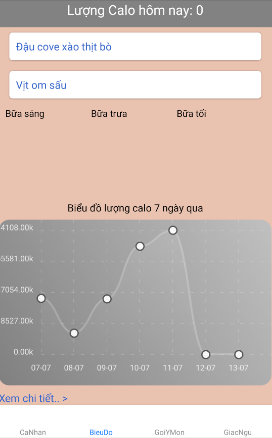 Lượng Calo hôm nay: 0
Đậu cove xào thịt bò
Vịt om sấu
Bữa sáng Bữa trưa Bữa tối
Biểu đồ lượng calo 7 ngày qua
4108.00k
5581.00k
7054.00k
8527.00k
0.00k
07-07 08-07 09-07 10-07 11-07 12-07 13-07
Xem chi tiết.. >
CaNhan BieuDo GoiYMon GiacNgu